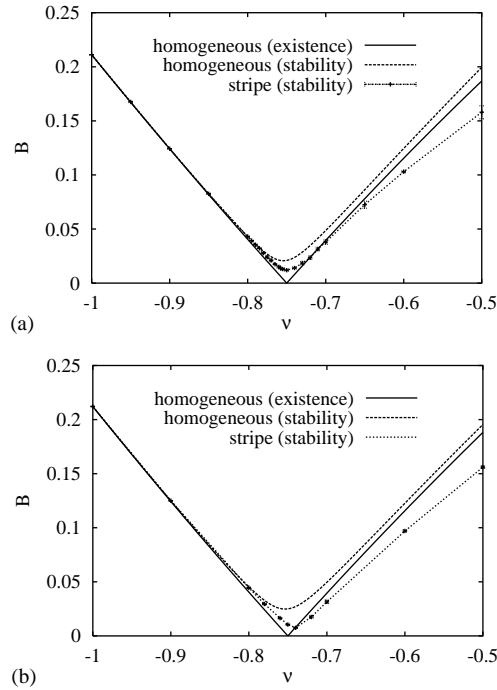 0.25
0.2
0.15
0.1
0.05
0
B
homogeneous (existence)
homogeneous (stability)
stripe (stability)
-1 -0.9 -0.8 -0.7 -0.6 -0.5
(a) ν
0.25
0.2
0.15
0.1
0.05
0
B
homogeneous (existence)
homogeneous (stability)
stripe (stability)
-1 -0.9 -0.8 -0.7 -0.6 -0.5
(b) ν